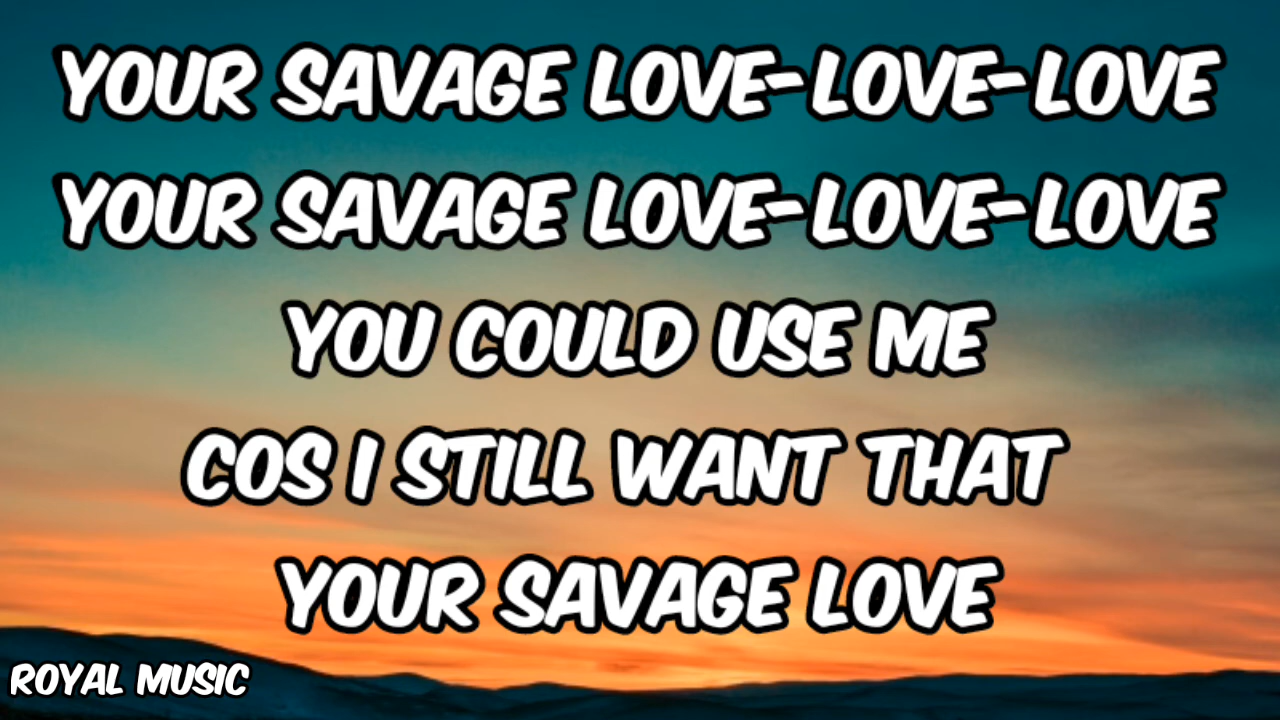 YOUR SAVAGE LOVE-LOVE-LOVE
YOUR SAVAGE LOVE-LOVE-LOVE
YOU COULD USE ME
COS I STILL WANT THAT
YOUR SAVAGE LOVE
ROYAL MUSIC